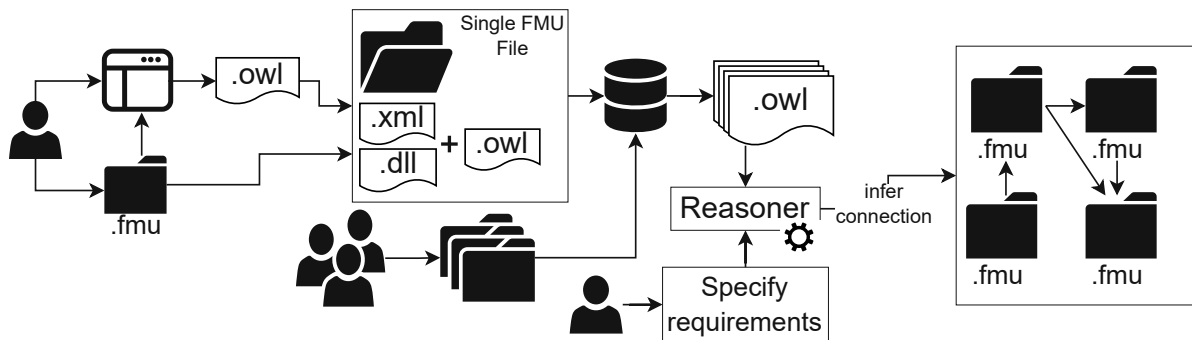 .owl
.fmu
Single FMU
File
.xml
.dll
+
.owl
.owl
Reasoner
Specify
requirements
infer
connection
.fmu
.fmu
.fmu
.fmu